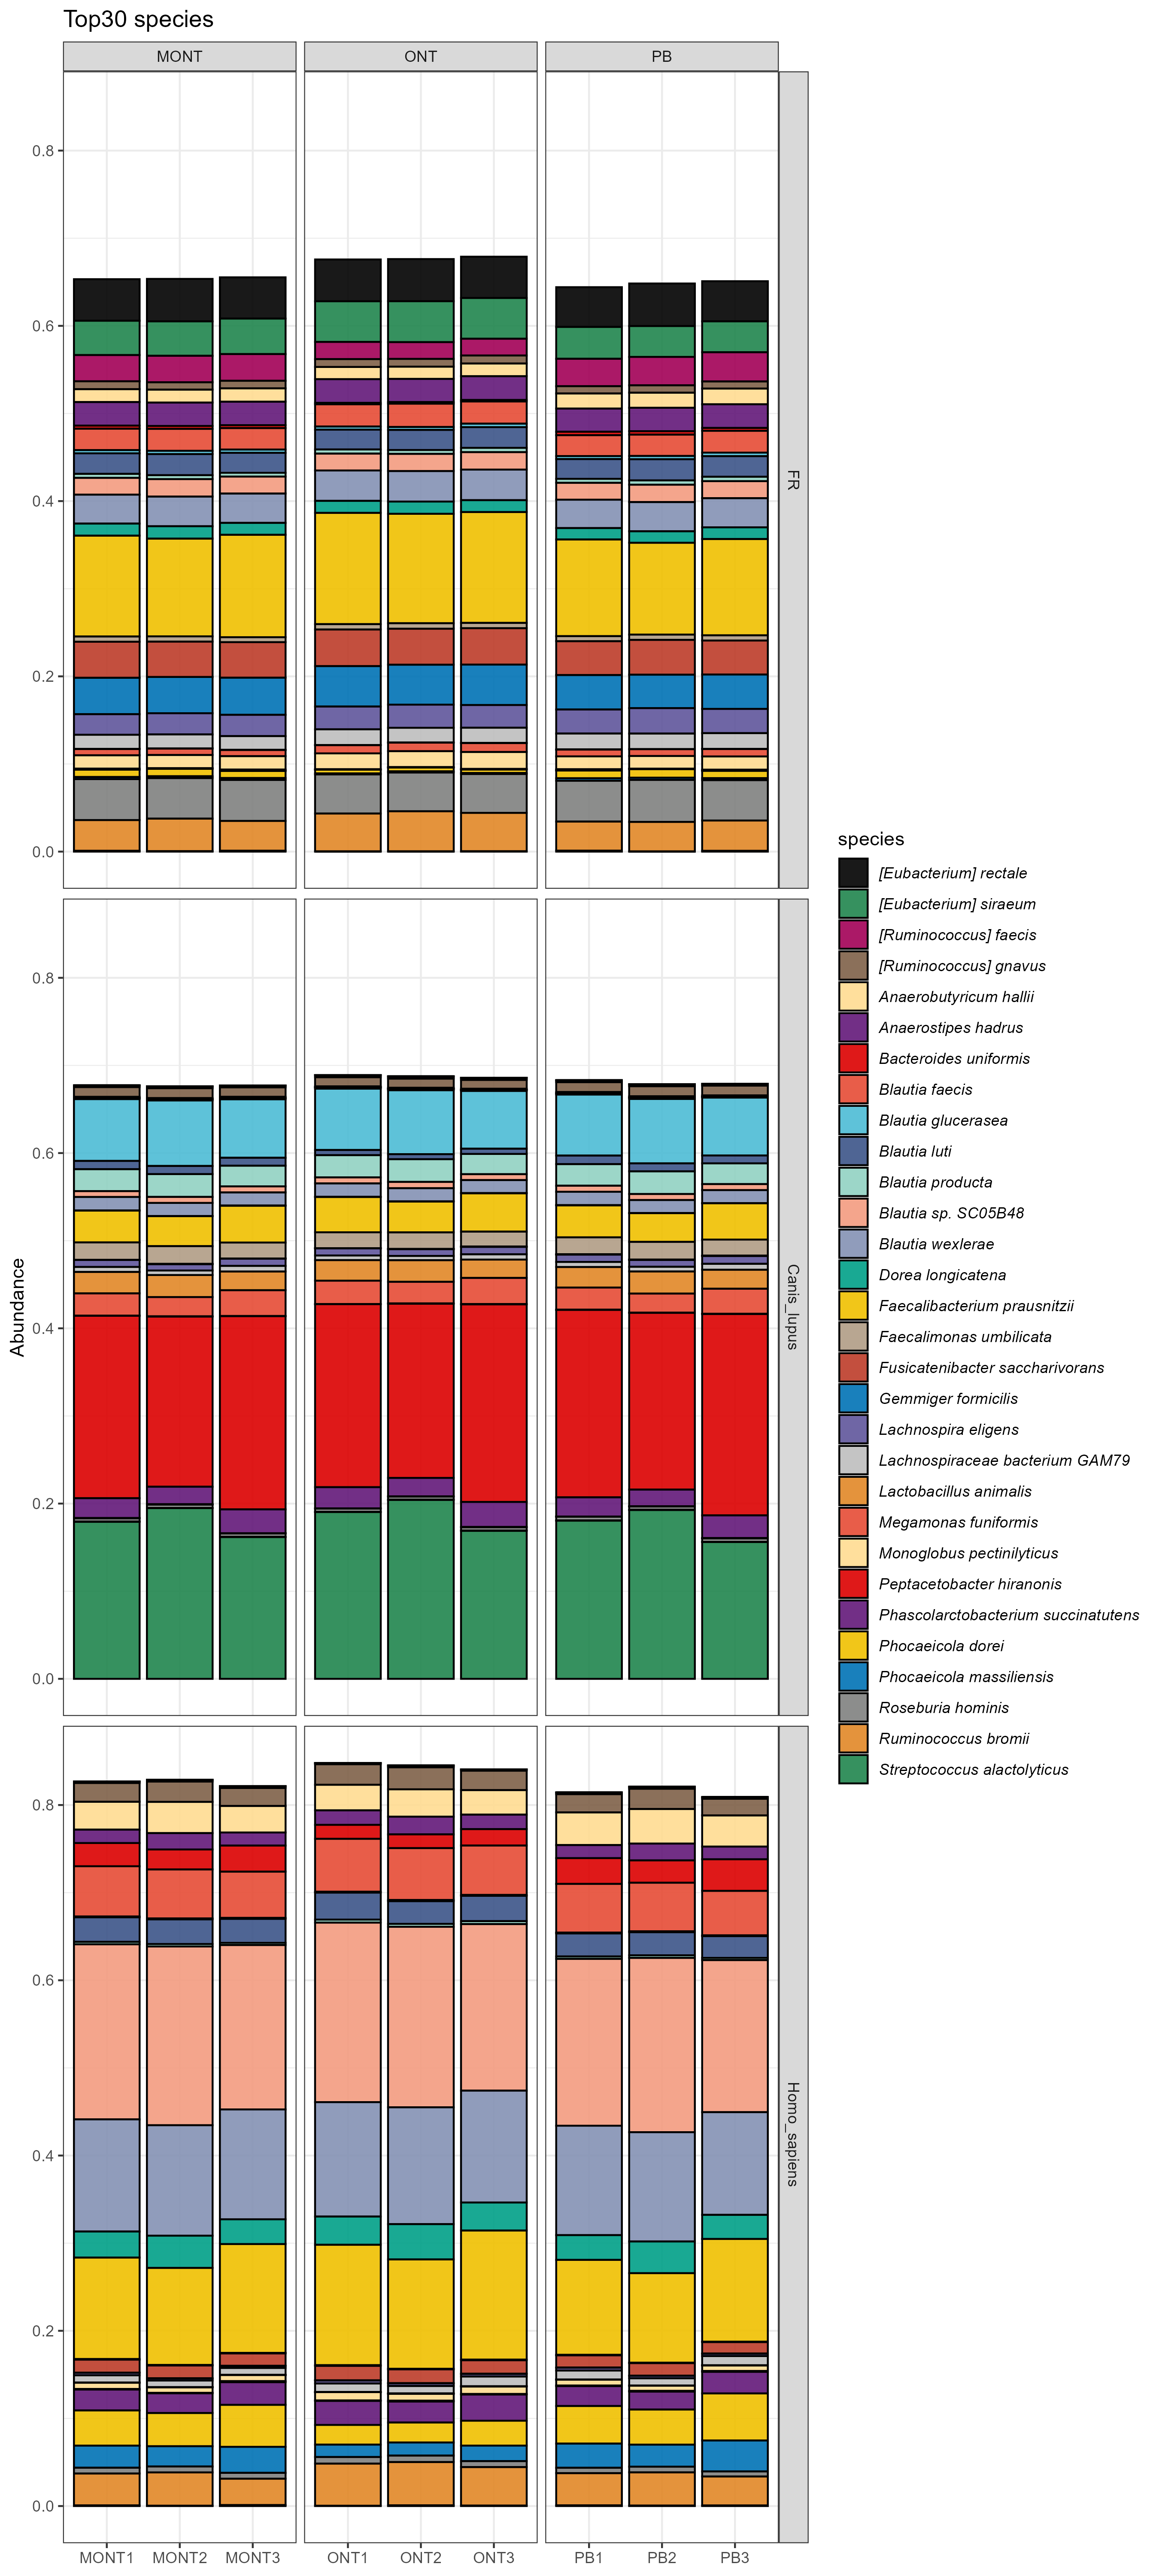 Top30 species
MONT
ONT
PB
0.8
0.6
0.4
0.2
0.0
FR
0.8
0.6
0.4
0.2
0.0
Canis_lupus
Abundance
0.8
0.6
0.4
0.2
0.0
Homo_sapiens
MONT1 MONT2 MONT3
ONT1 ONT2 ONT3
PB1 PB2 PB3
species
[Eubacterium] rectale
[Eubacterium] siraeum
[Ruminococcus] faecis
[Ruminococcus] gnavus
Anaerobutyricum hallii
Anaerostipes hadrus
Bacteroides uniformis
Blautia faecis
Blautia glucerasea
Blautia luti
Blautia producta
Blautia sp. SC05B48
Blautia wexlerae
Dorea longicatena
Faecalibacterium prausnitzii
Faecalimonas umbilicata
Fusicatenibacter saccharivorans
Gemmiger formicilis
Lachnospira eligens
Lachnospiraceae bacterium GAM79
Lactobacillus animalis
Megamonas funiformis
Monoglobus pectinilyticus
Peptacetobacter hiranonis
Phascolarctobacterium succinatutens
Phocaeicola dorei
Phocaeicola massiliensis
Roseburia hominis
Ruminococcus bromii
Streptococcus alactolyticus